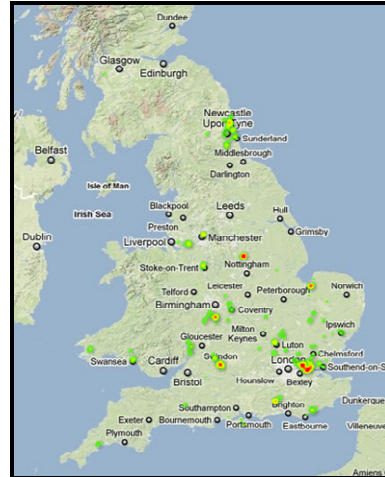 Dundee
Glasgow
Edinburgh
Newcastle
Upon Tyne
Sunderland
Middlesbrough
Darlington
Belfast
Isle of Man
Irish Sea
Blackpool
Leeds
Hull
Preston
Grimsby
Dublin
Liverpool
Manchester
Stoke-on-Trent
Nottingham
Telford
Leicester
Peterborough
Norwich
Birmingham
Coventry
Milton
Keynes
Ipswich
Gloucester
Luton
Swansea
Cardiff
Swindon
London
Chelmsford
Southend-on-S
Bristol
Hounslow
Bexley
Southampton
Brighton
Dunkerque
Exeter
Bournemouth
Portsmouth
Eastbourne
Villeneuv
Plymouth
Amiens